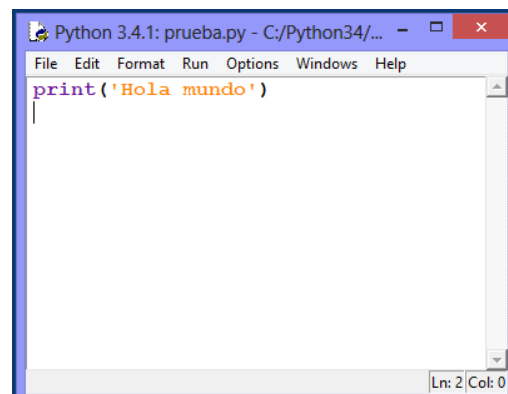 Python 3.4.1: prueba.py - C:/Python34/...
File Edit Format Run Options Windows Help
print('Hola mundo')
Ln: 2 Col: 0